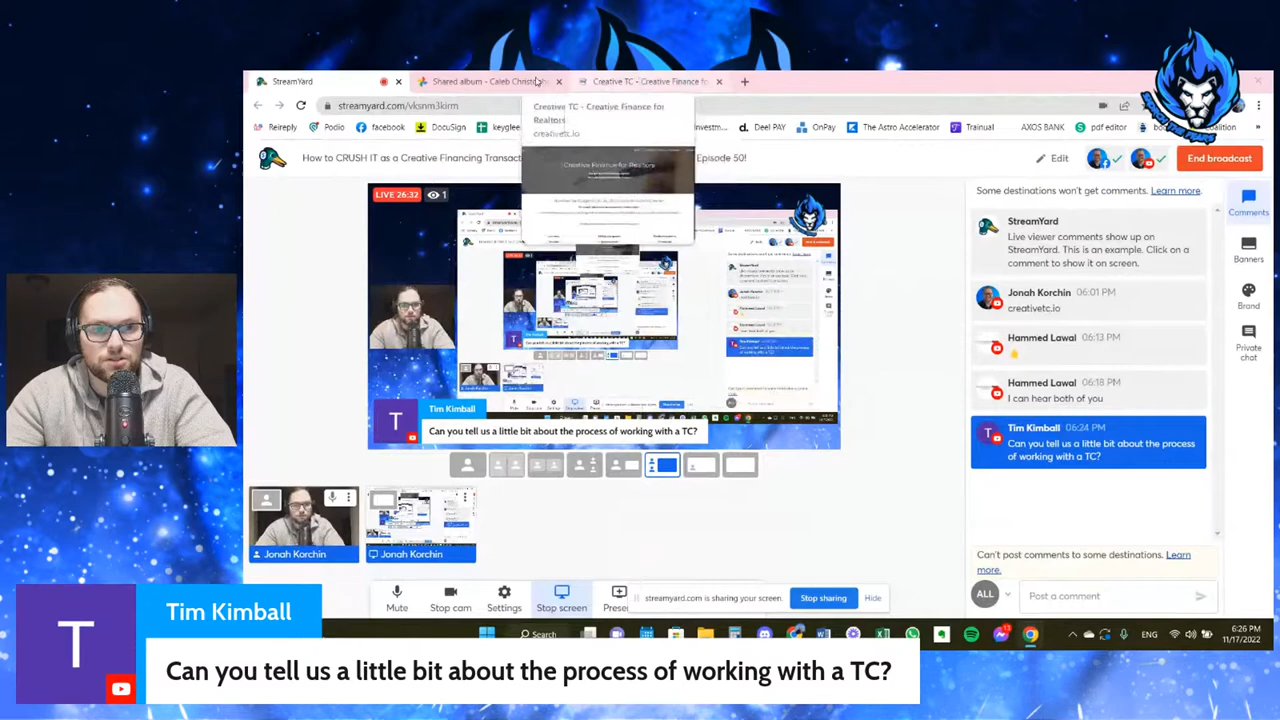 StreamYard
Shared album - Caleb Christophe
Creative TC - Creative Finance for
streamyard.com/vksnm3kirm
Creative TC - Creative Finance for
Realtors
creativetc.io
Reireply
Podio
facebook
DocuSign
Deel PAY
OnPay
The Astro Accelerator
Trainual
AXOS BANK
pdf editor
How to CRUSH IT as a Creative Financing Transact
Episode 50!
Edit
End broadcast
LIVE 26:32
1
Creative Finance for Realtors
Some destinations won't get comments. Learn
more.
StreamYard
Live viewer comments show up on
StreamYard. This is an example. Click on a
comment to show it on screen.
Jonah Korchin 06:01 PM
creativetc.io
Hammed Lawal 06:13 PM
Hammed Lawal 06:18 PM
I can hear both of you
Tim Kimball 06:24 PM
Can you tell us a little bit about the process
of working with a TC?
Comments
Banners
Brand
Private
chat
T
Tim Kimball
Can you tell us a little bit about the process of working with a TC?
Jonah Korchin
Jonah Korchin
Can't post comments to some destinations. Learn
more.
ALL
Post a comment
Mute
Stop cam
Settings
Stop screen
Presen
streamyard.com is sharing your screen.
Stop sharing
Hide
Search
ENG
6:26 PM
11/17/2022
T
Tim Kimball
Can you tell us a little bit about the process of working with a TC?